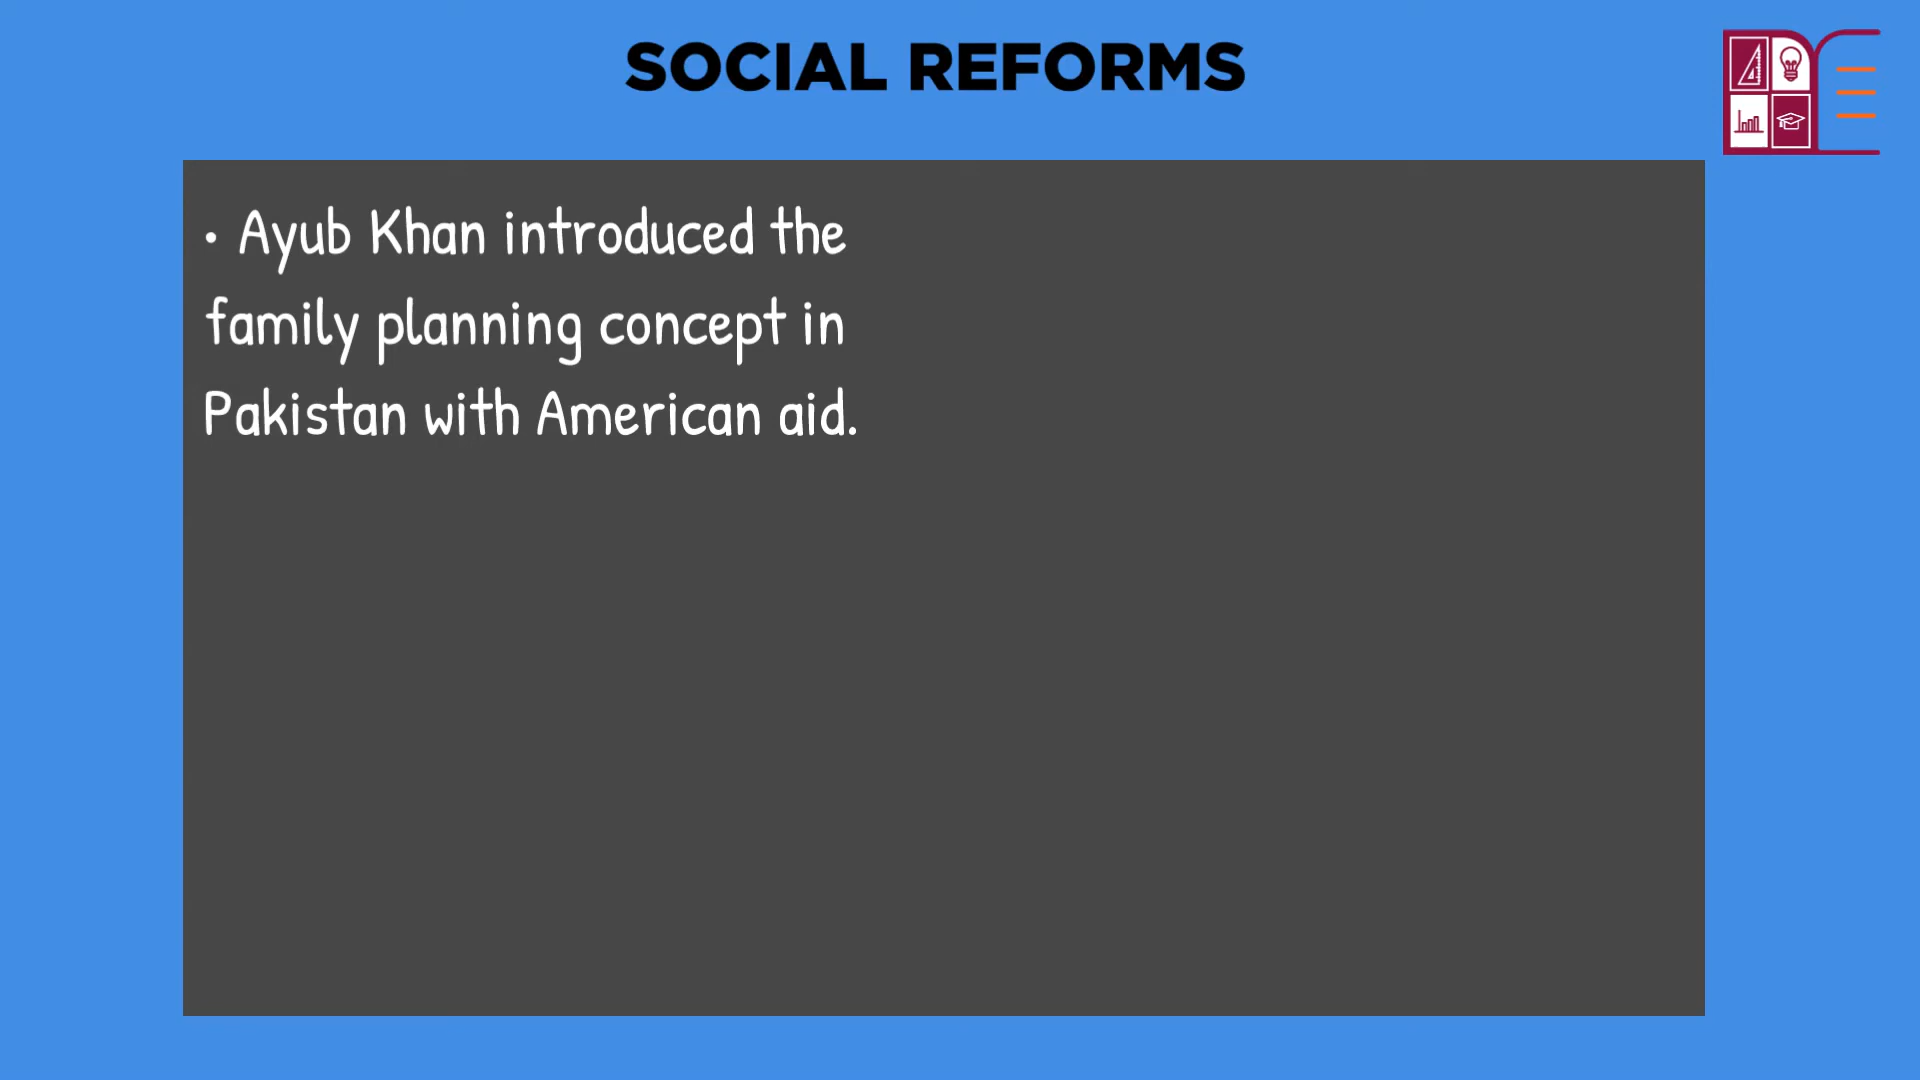 SOCIAL REFORMS
• Ayub Khan introduced the
family planning concept in
Pakistan with American aid.